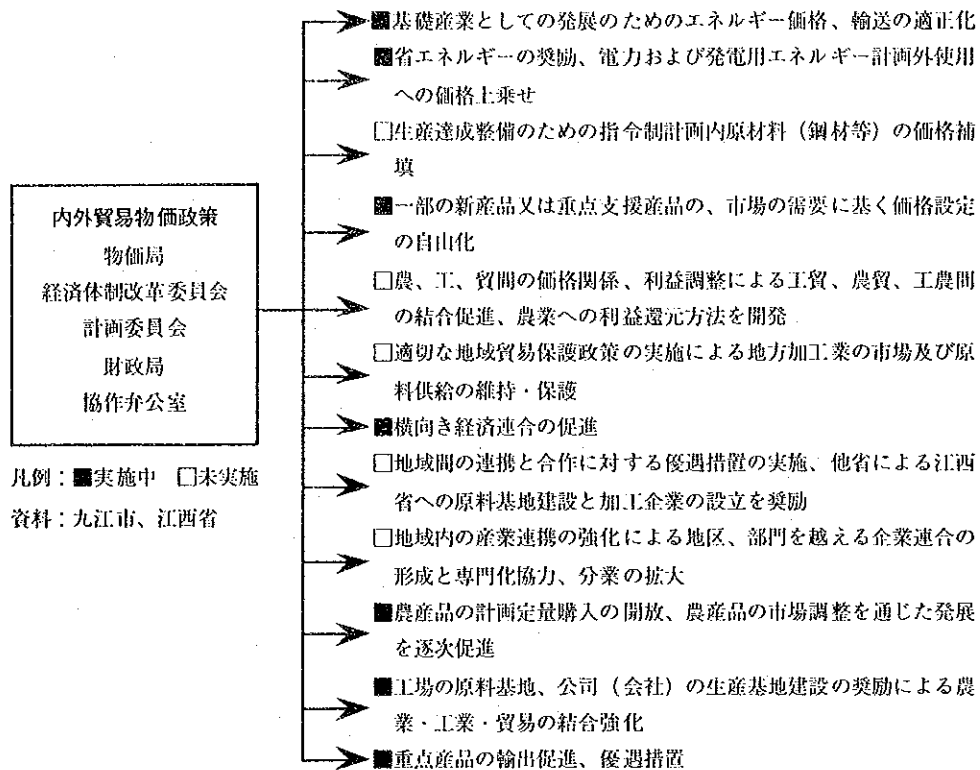 内外貿易物価政策
物価局
経済体制改革委員会
計画委員会
財政局
協作弁公室
凡例：■実施中　□未実施
資料：九江市、江西省
■基礎産業としての発展のためのエネルギー価格、輸送の適正化
■省エネルギーの奨励、電力および発電用エネルギー計画外使用
への価格上乗せ
□生産達成整備のための指令制計画内原材料（鋼材等）の価格補
填
■一部の新産品又は重点支援産品の、市場の需要に基く価格設定
の自由化
□農、工、貿間の価格関係、利益調整による工貿、農貿、工農間
の結合促進、農業への利益還元方法を開発
□適切な地域貿易保護政策の実施による地方加工業の市場及び原
料供給の維持・保護
■横向き経済連合の促進
□地域間の連携と合作に対する優遇措置の実施、他省による江西
省への原料基地建設と加工企業の設立を奨励
□地域内の産業連携の強化による地区、部門を越える企業連合の
形成と専門化協力、分業の拡大
■農産品の計画定量購入の開放、農産品の市場調整を通じた発展
を逐次促進
■工場の原料基地、公司（会社）の生産基地建設の奨励による農
業・工業・貿易の結合強化
■重点産品の輸出促進、優遇措置